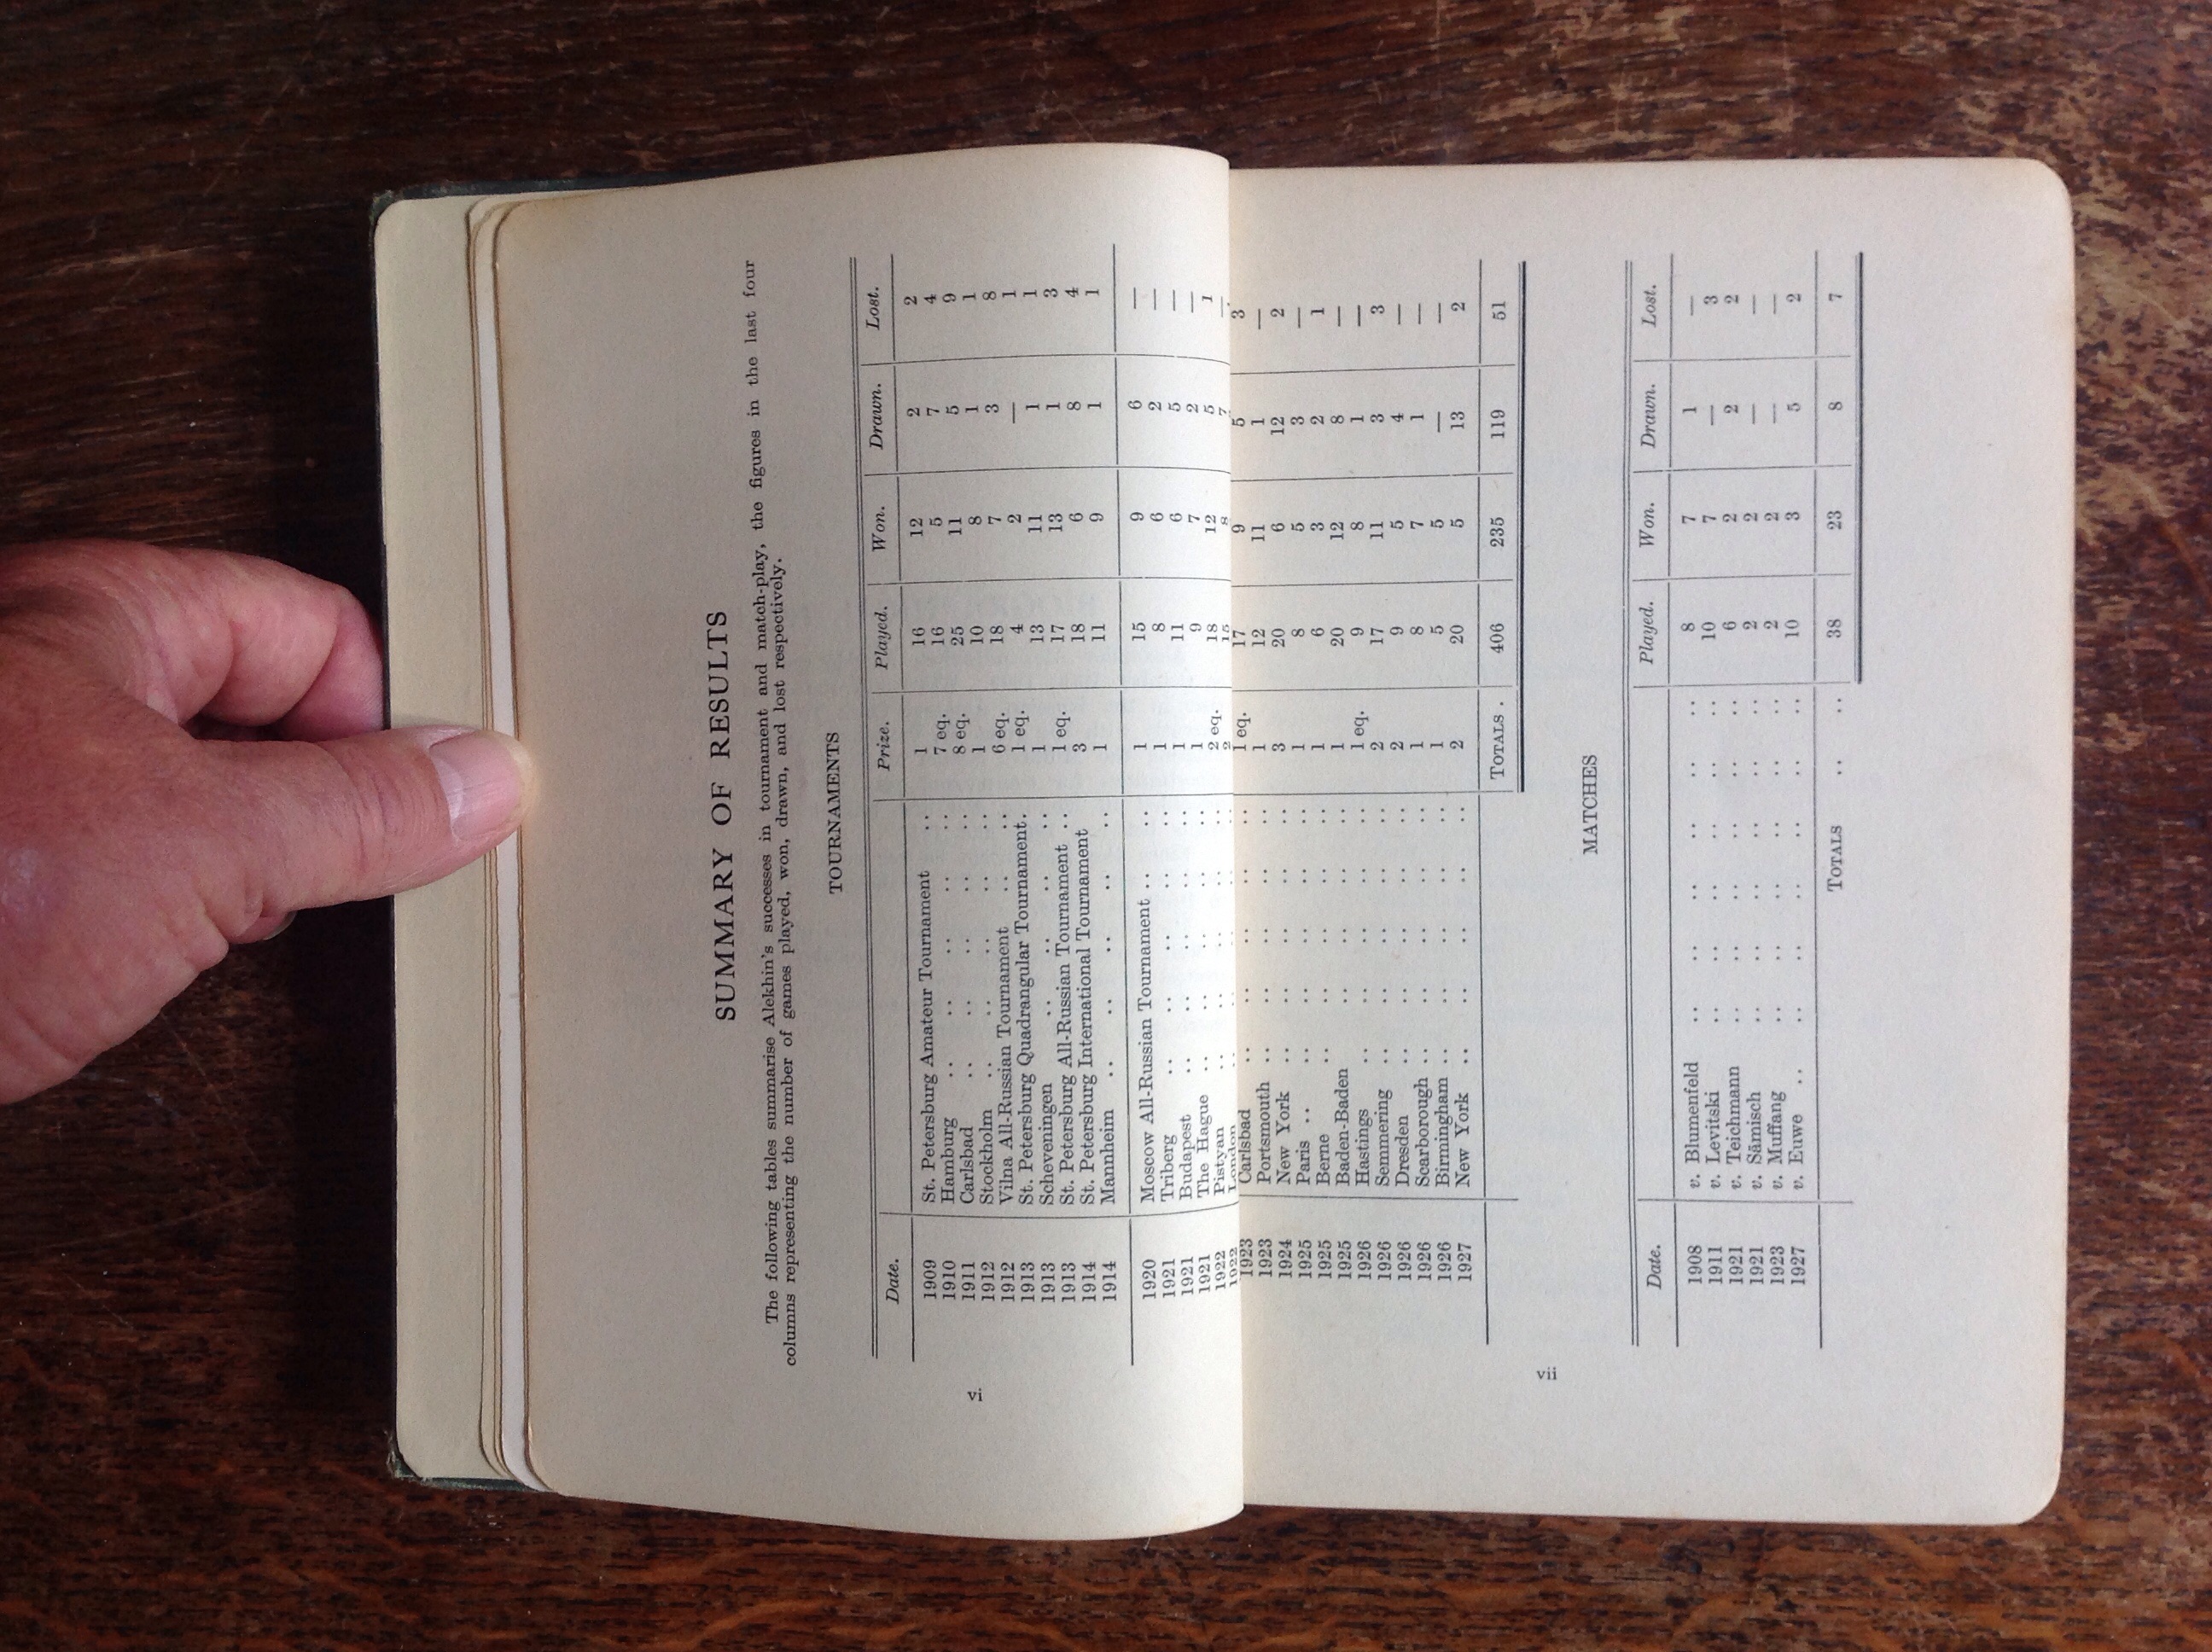 SUMMARY OF RESULTS
The following tables summarise Alekhin's successes in tournament and match-play, the figures in the last four
columns representing the number of games played, won, drawn, and lost respectively.
TOURNAMENTS
Date. Prize. Played. Won. Drawn. Lost.
1909 St. Petersburg Amateur Tournament .. 1 16 12 2 2
1910 Hamburg .. .. .. .. 7 eq. 16 5 7 4
1911 Carlsbad .. .. .. .. 8 eq. 25 11 5 9
1912 Stockholm .. .. .. .. 1 10 8 1 1
1912 Vilna All-Russian Tournament .. .. 6 eq. 18 7 3 8
1913 St. Petersburg Quadrangular Tournament. 1 eq. 4 2 — 1
1913 Scheveningen .. .. .. .. 1 13 11 1 1
1913 St. Petersburg All-Russian Tournament .. 1 eq. 17 13 1 3
1914 St. Petersburg International Tournament 3 18 6 8 4
1914 Mannheim .. .. .. .. .. 1 11 9 1 1
1920 Moscow All-Russian Tournament .. .. 1 15 9 6 —
1921 Triberg .. .. .. .. .. 1 8 6 2 —
1921 Budapest .. .. .. .. .. 1 11 6 5 —
1921 The Hague .. .. .. .. .. 1 9 7 2 —
1922 Pistyan .. .. .. .. .. 2 eq. 18 12 5 1
1922 London .. .. .. .. .. 2 15 8 7 —
1923 Carlsbad .. .. .. .. .. 1 eq. 17 9 5 3
1923 Portsmouth .. .. .. .. .. 1 12 11 1 —
1924 New York .. .. .. .. .. 3 20 6 12 2
1925 Paris .. .. .. .. .. .. 1 8 5 3 —
1925 Berne .. .. .. .. .. 1 6 3 2 1
1925 Baden-Baden .. .. .. .. 1 20 12 8 —
1926 Hastings .. .. .. .. .. 1 eq. 9 8 1 —
1926 Semmering .. .. .. .. .. 2 17 11 3 3
1926 Dresden .. .. .. .. .. 2 9 5 4 —
1926 Scarborough .. .. .. .. .. 1 8 7 1 —
1926 Birmingham .. .. .. .. .. 1 5 5 — —
1927 New York .. .. .. .. .. 2 20 5 13 2
TOTALS . 406 235 119 51
vi
MATCHES
Date. Played. Won. Drawn. Lost.
1908 v. Blumenfeld .. .. .. .. .. .. 8 7 1 —
1911 v. Levitski .. .. .. .. .. .. 10 7 — 3
1921 v. Teichmann .. .. .. .. .. .. 6 2 2 2
1921 v. Sämisch .. .. .. .. .. .. 2 2 — —
1923 v. Muffang .. .. .. .. .. .. 2 2 — —
1927 v. Euwe .. .. .. .. .. .. .. 10 3 5 2
TOTALS .. .. 38 23 8 7
vii